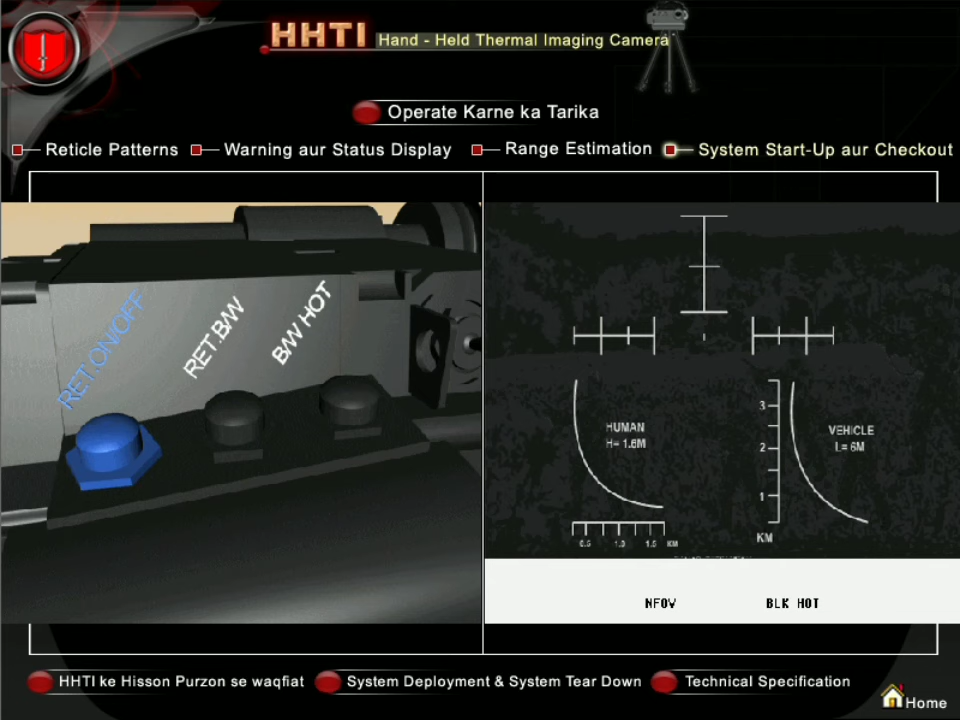 HHTI Hand - Held Thermal Imaging Camera
Operate Karne ka Tarika
Reticle Patterns Warning aur Status Display Range Estimation System Start-Up aur Checkout
RET.ON/OFF RET.B/W B/W HOT
HUMAN
H= 1.6M
VEHICLE
L= 6M
3
2
1
KM
0.5 1.0 1.5 KM
NFOV BLK HOT
HHTI ke Hisson Purzon se waqfiat System Deployment & System Tear Down Technical Specification
Home